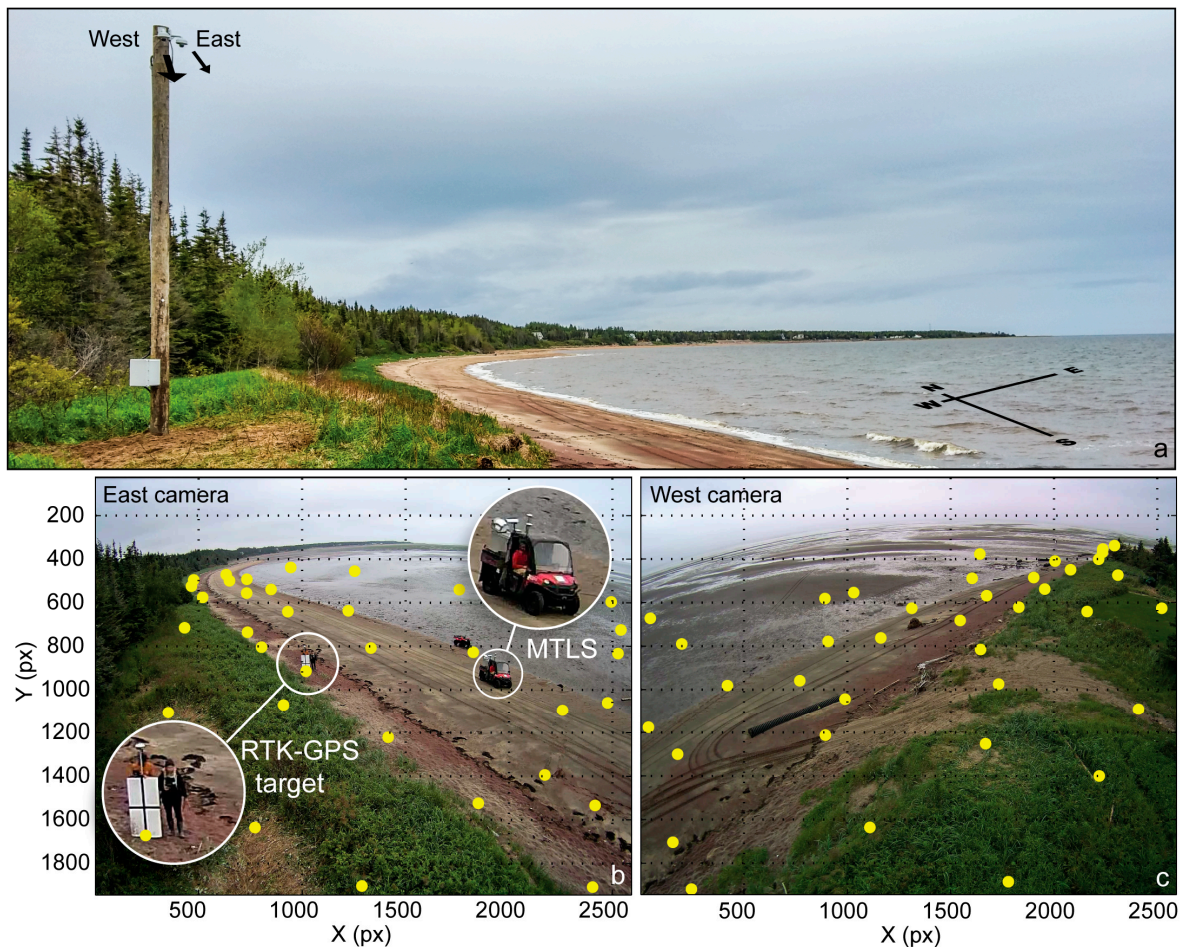 West East
N
E
W
S
a
East camera
West camera
200
400
600
800
1000
1200
1400
1600
1800
Y (px)
MTLS
RTK-GPS
target
b
c
500 1000 1500 2000 2500
500 1000 1500 2000 2500
X (px)
X (px)